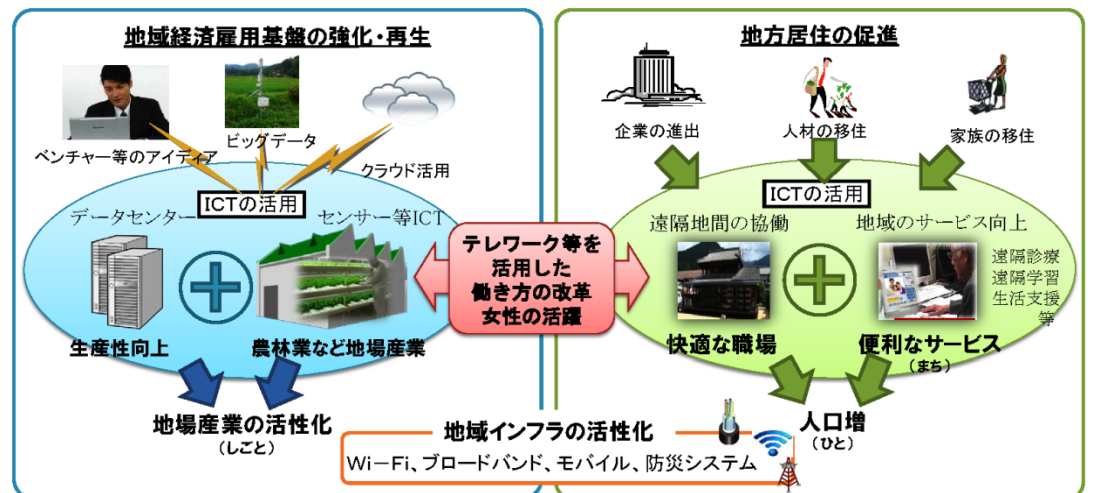 地域経済雇用基盤の強化・再生
ベンチャー等のアイディア
ビッグデータ
クラウド活用
ICTの活用
データセンター
センサー等ICT
生産性向上
農林業など地場産業
地場産業の活性化
(しごと)
テレワーク等を
活用した
働き方の改革
女性の活躍
地方居住の促進
企業の進出
人材の移住
家族の移住
ICTの活用
遠隔地間の協働
地域のサービス向上
遠隔診療
遠隔学習
生活支援
等
快適な職場
便利なサービス
(まち)
人口増
(ひと)
地域インフラの活性化
Wi-Fi、ブロードバンド、モバイル、防災システム